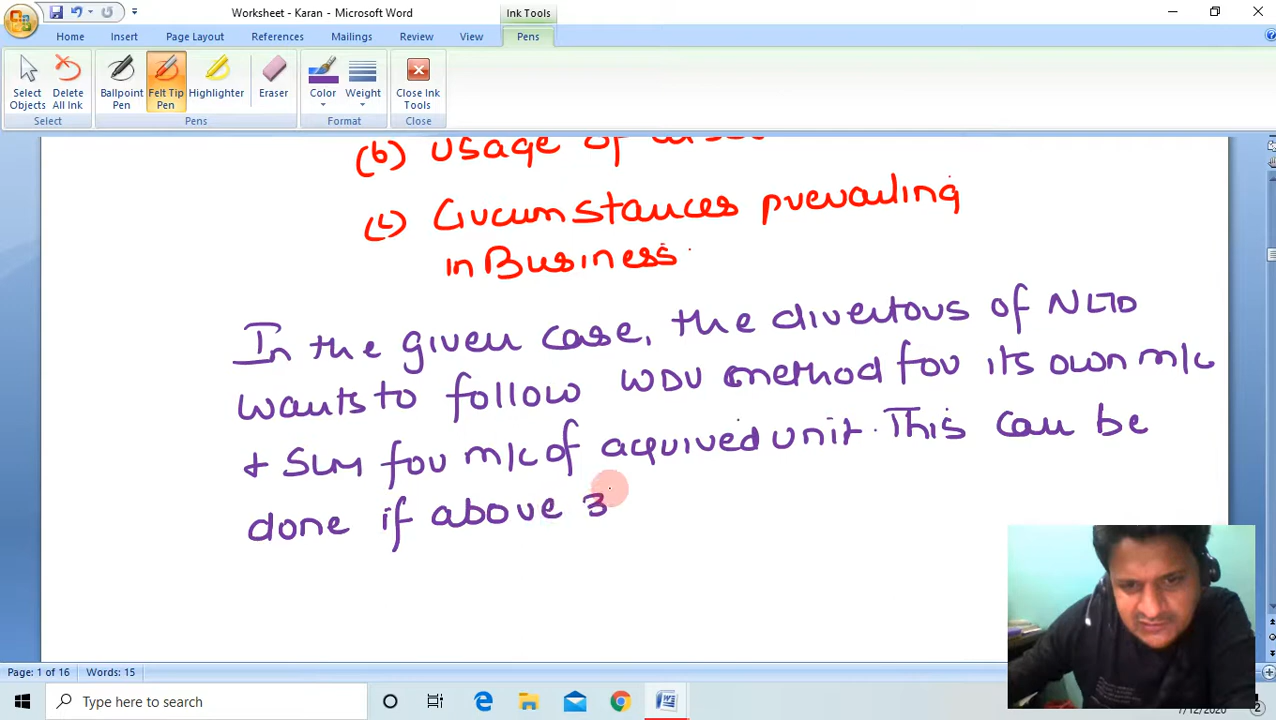 Worksheet - Karan - Microsoft Word
Ink Tools
Home Insert Page Layout References Mailings Review View Pens
Select Objects
Delete All Ink
Ballpoint Pen
Felt Tip Pen
Highlighter
Eraser
Color
Weight
Close Ink Tools
Select Pens Format Close
(b) Usage of
(c) Circumstances prevailing
in Business
In the given case, the directors of NLTD
wants to follow WDV method for its own m/c
+ SLM for m/c of acquired unit. This can be
done if above 3
Page: 1 of 16 Words: 15
Type here to search
7/12/2020
2